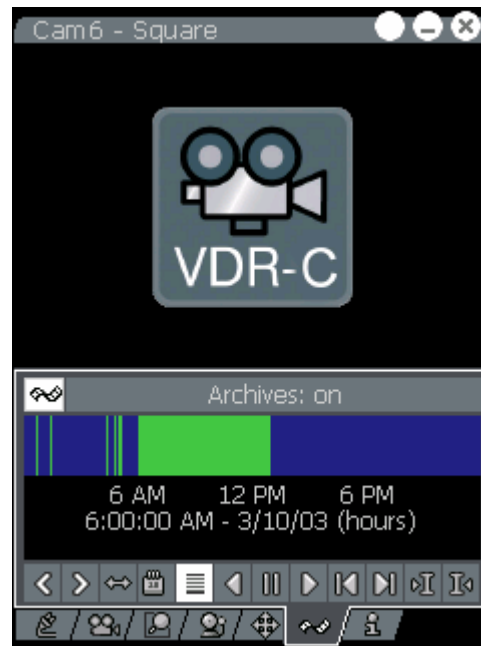 Cam6 - Square
VDR-C
Archives: on
6 AM 12 PM 6 PM
6:00:00 AM - 3/10/03 (hours)